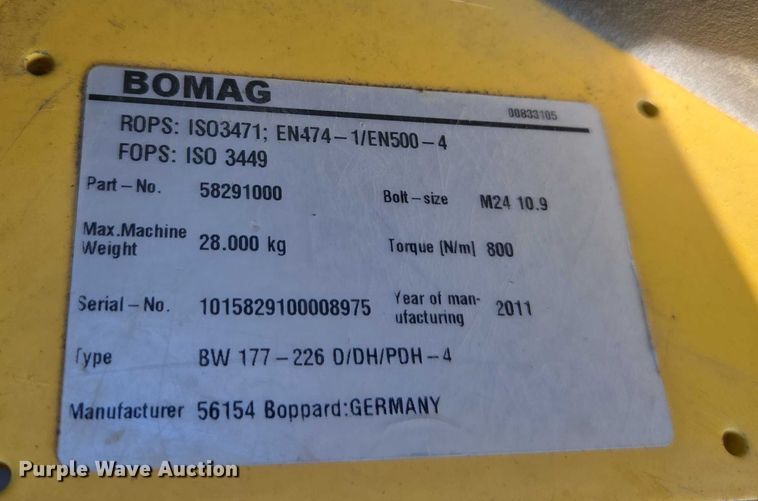 BOMAG
00833105
ROPS: ISO3471; EN474-1/EN500-4
FOPS: ISO 3449
Part-No. 58291000 Bolt-size M24 10.9
Max.Machine Weight 28.000 kg Torque [N/m] 800
Serial-No. 1015829100008975 Year of man-ufacturing 2011
Type BW 177-226 D/DH/PDH-4
Manufacturer 56154 Boppard:GERMANY
Purple Wave Auction